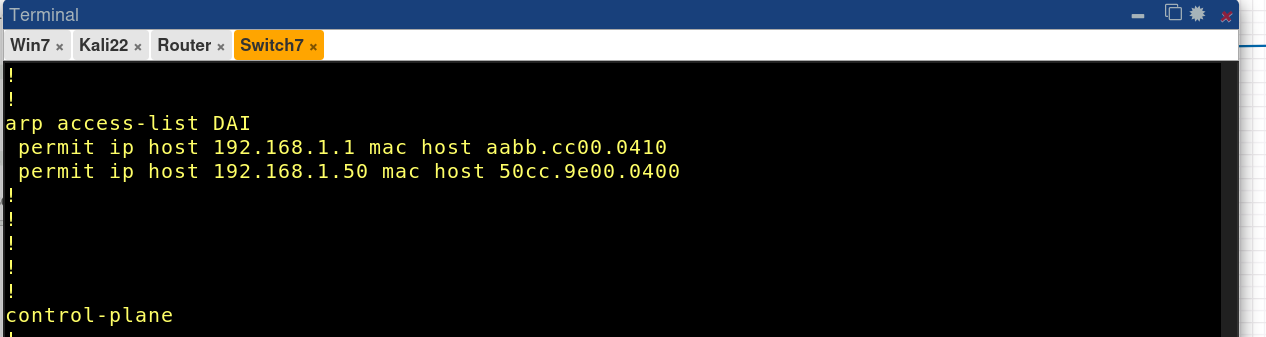 Terminal
Win7 × Kali22 × Router × Switch7 ×
!
!
arp access-list DAI
 permit ip host 192.168.1.1 mac host aabb.cc00.0410
 permit ip host 192.168.1.50 mac host 50cc.9e00.0400
!
!
!
!
!
control-plane
!